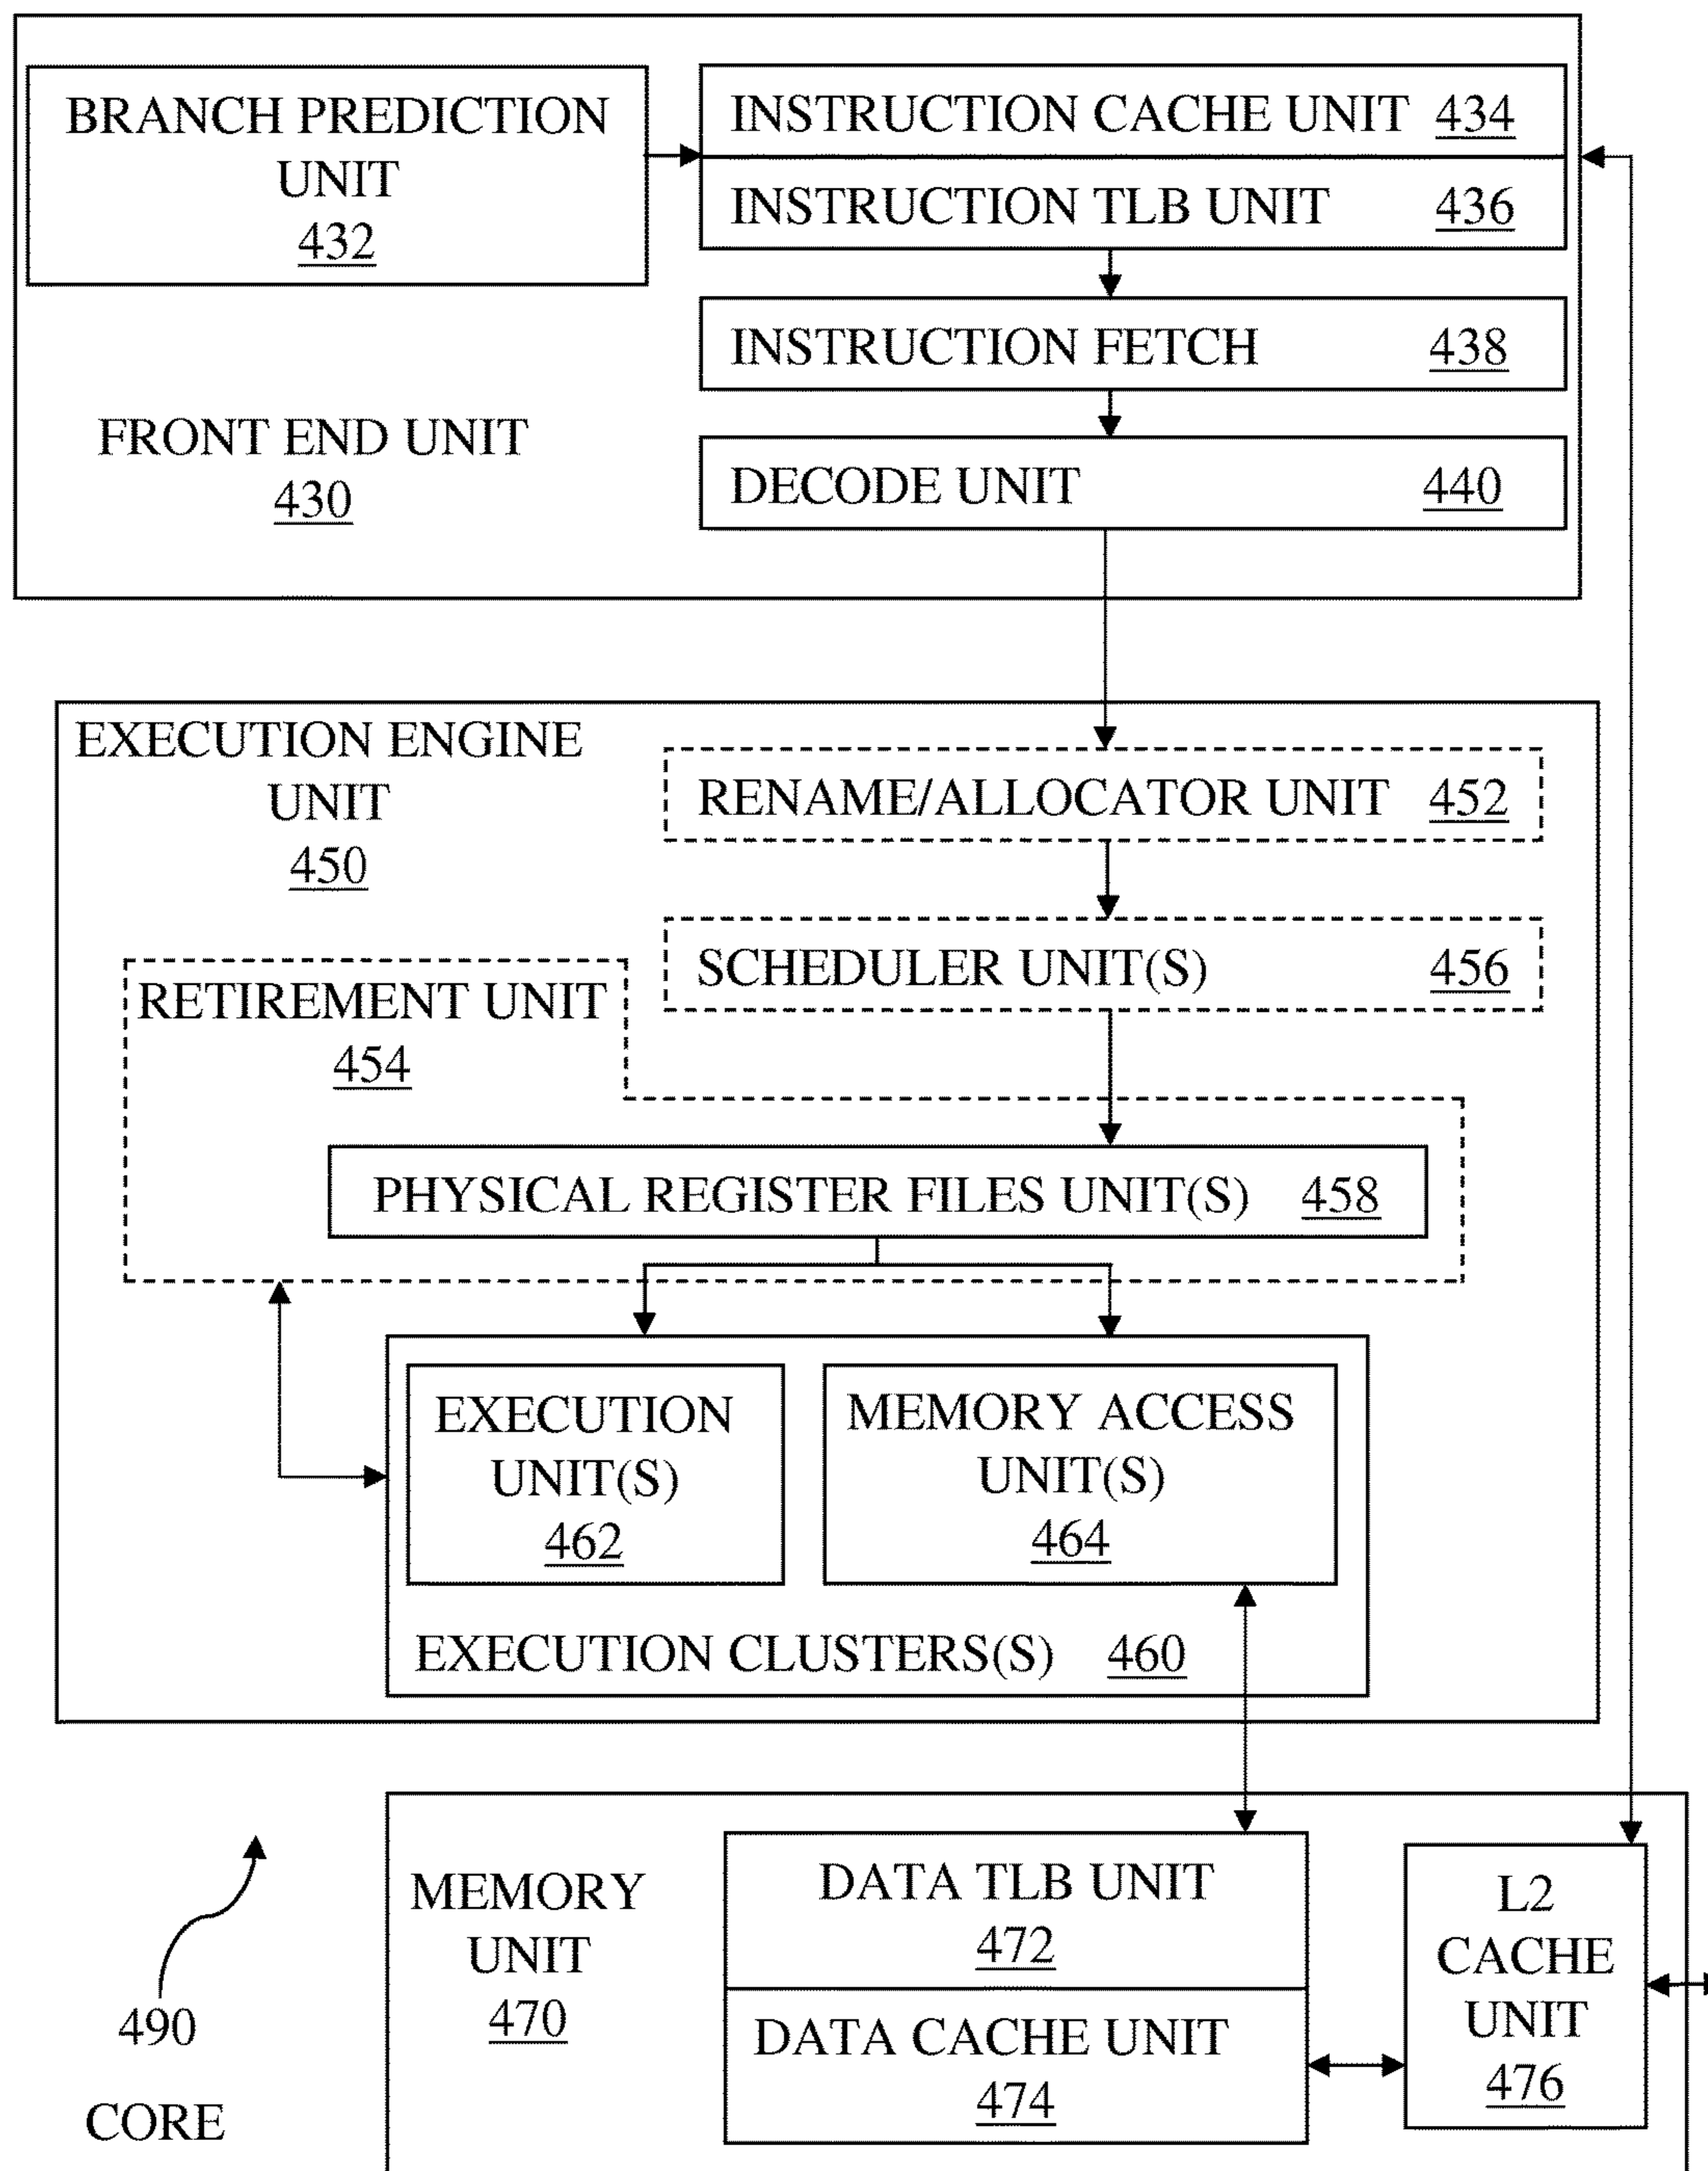 BRANCH PREDICTION
UNIT
432
INSTRUCTION CACHE UNIT 434
INSTRUCTION TLB UNIT 436
INSTRUCTION FETCH 438
FRONT END UNIT
430
DECODE UNIT 440
EXECUTION ENGINE
UNIT
450
RENAME/ALLOCATOR UNIT 452
SCHEDULER UNIT(S) 456
RETIREMENT UNIT
454
PHYSICAL REGISTER FILES UNIT(S) 458
EXECUTION
UNIT(S)
462
MEMORY ACCESS
UNIT(S)
464
EXECUTION CLUSTERS(S) 460
MEMORY
UNIT
470
DATA TLB UNIT
472
DATA CACHE UNIT
474
L2
CACHE
UNIT
476
490
CORE